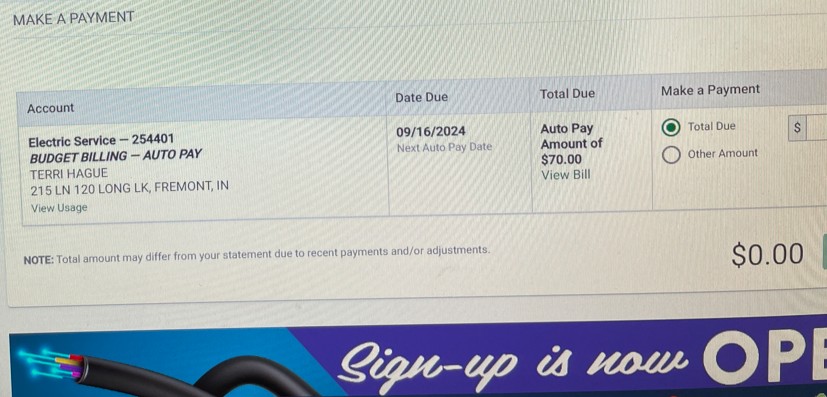 MAKE A PAYMENT
Account
Date Due
Total Due
Make a Payment
Electric Service – 254401
BUDGET BILLING – AUTO PAY
TERRI HAGUE
215 LN 120 LONG LK, FREMONT, IN
View Usage
09/16/2024
Next Auto Pay Date
Auto Pay
Amount of
$70.00
View Bill
Total Due
$
Other Amount
NOTE: Total amount may differ from your statement due to recent payments and/or adjustments.
$0.00
Sign-up is now OPE